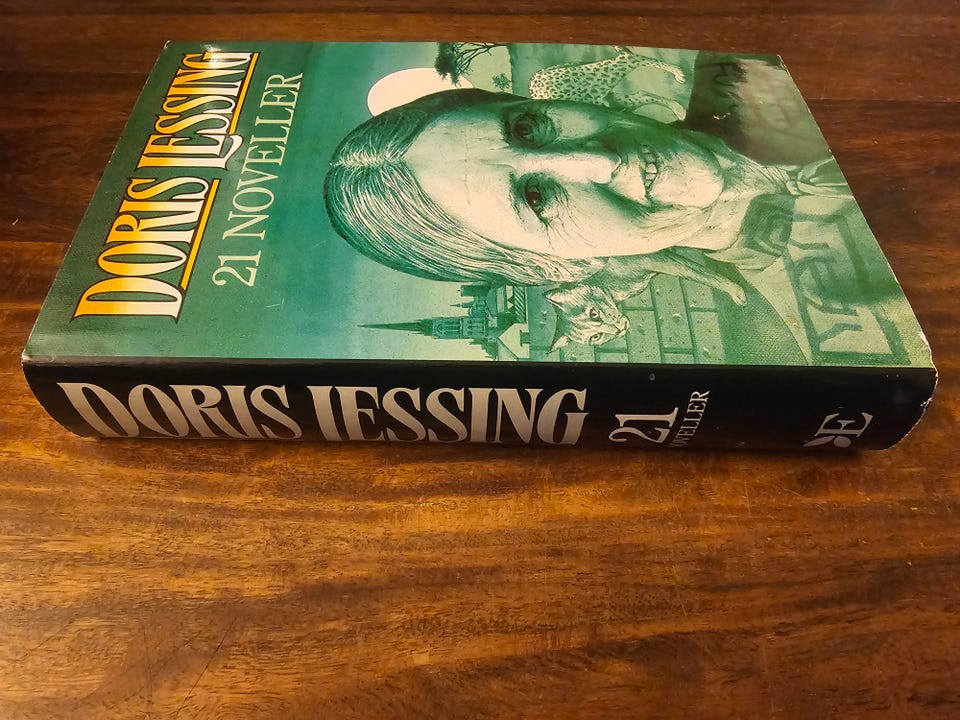 DORIS LESSING
21 NOVELLER
DORIS LESSING
21
NOVELLER
E